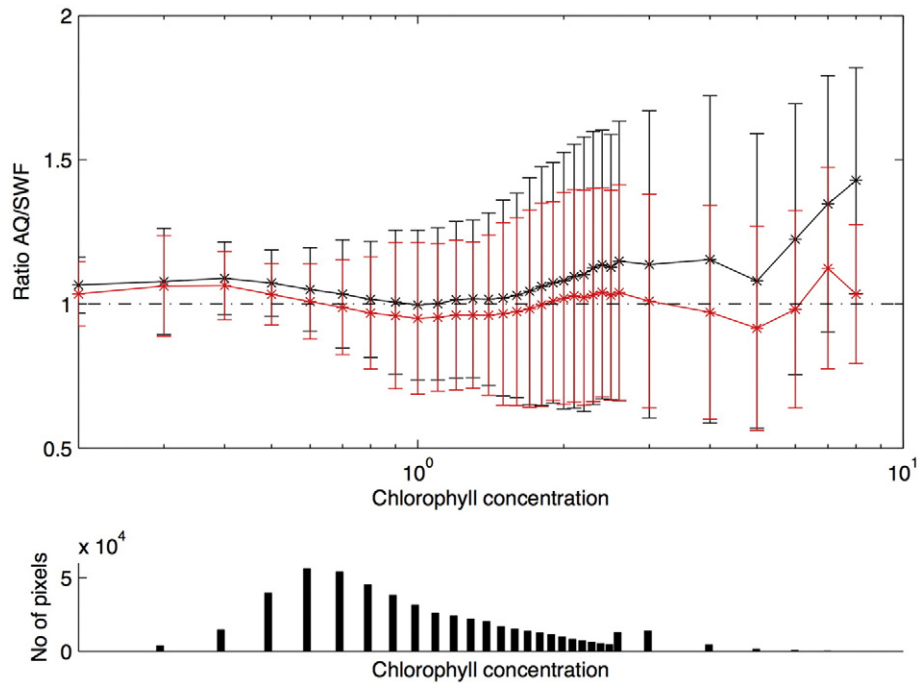 2
1.5
1
0.5
Ratio AQ/SWF
10^0
10^1
Chlorophyll concentration
x 10^4
5
0
No of pixels
Chlorophyll concentration